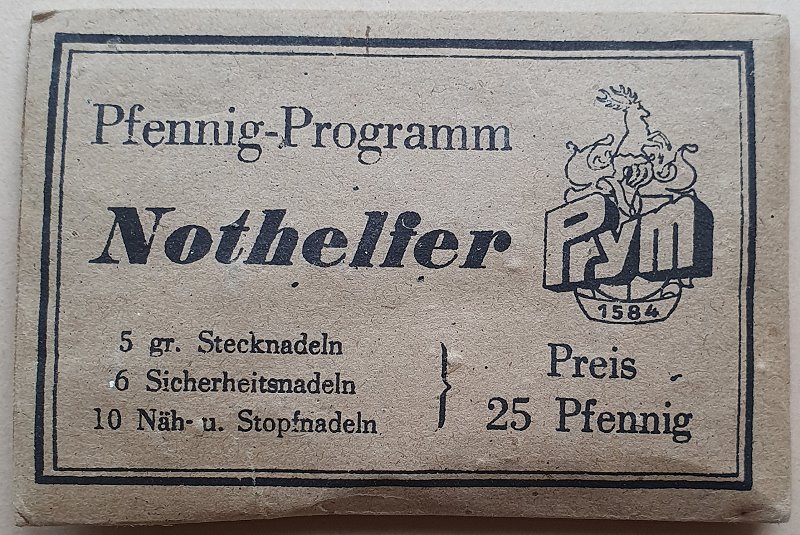 Pfennig-Programm
Nothelfer
Pym
1584
5 gr. Stecknadeln
6 Sicherheitsnadeln
10 Näh- u. Stopfnadeln
Preis
25 Pfennig